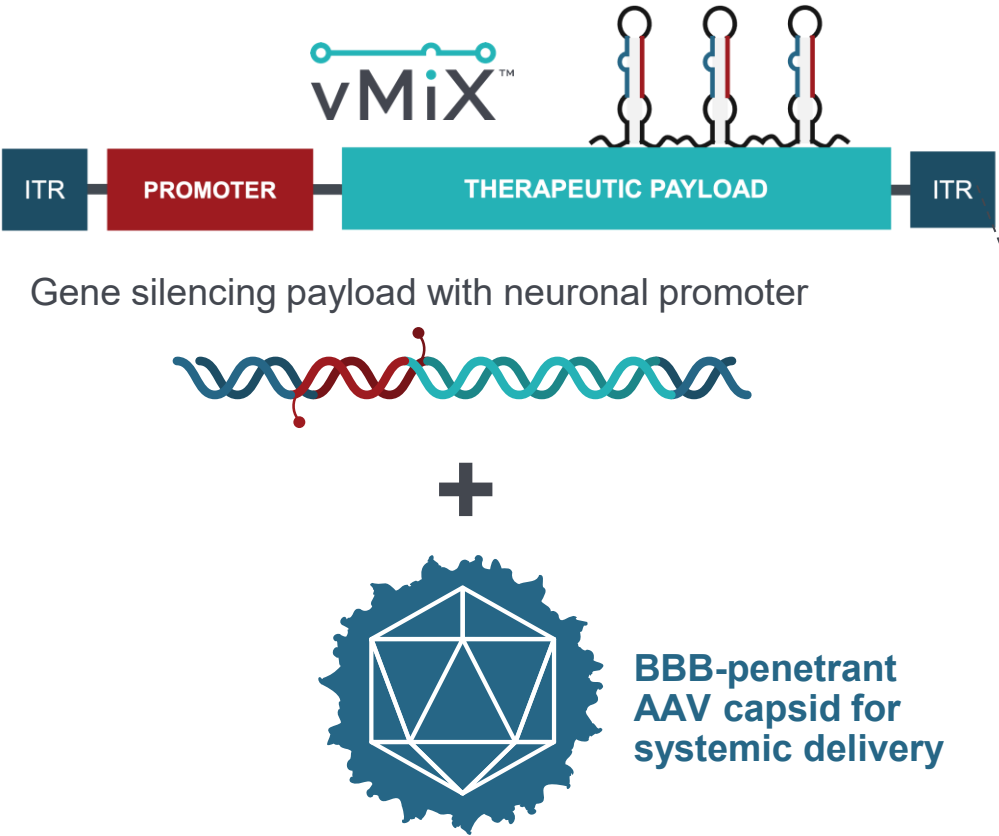 vMiX™
ITR
PROMOTER
THERAPEUTIC PAYLOAD
ITR
Gene silencing payload with neuronal promoter
BBB-penetrant
AAV capsid for
systemic delivery